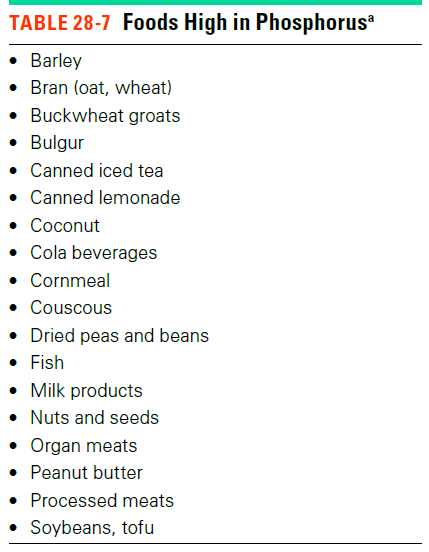 TABLE 28-7 Foods High in Phosphorusª
• Barley
• Bran (oat, wheat)
• Buckwheat groats
• Bulgur
• Canned iced tea
• Canned lemonade
• Coconut
• Cola beverages
• Cornmeal
• Couscous
• Dried peas and beans
• Fish
• Milk products
• Nuts and seeds
• Organ meats
• Peanut butter
• Processed meats
• Soybeans, tofu